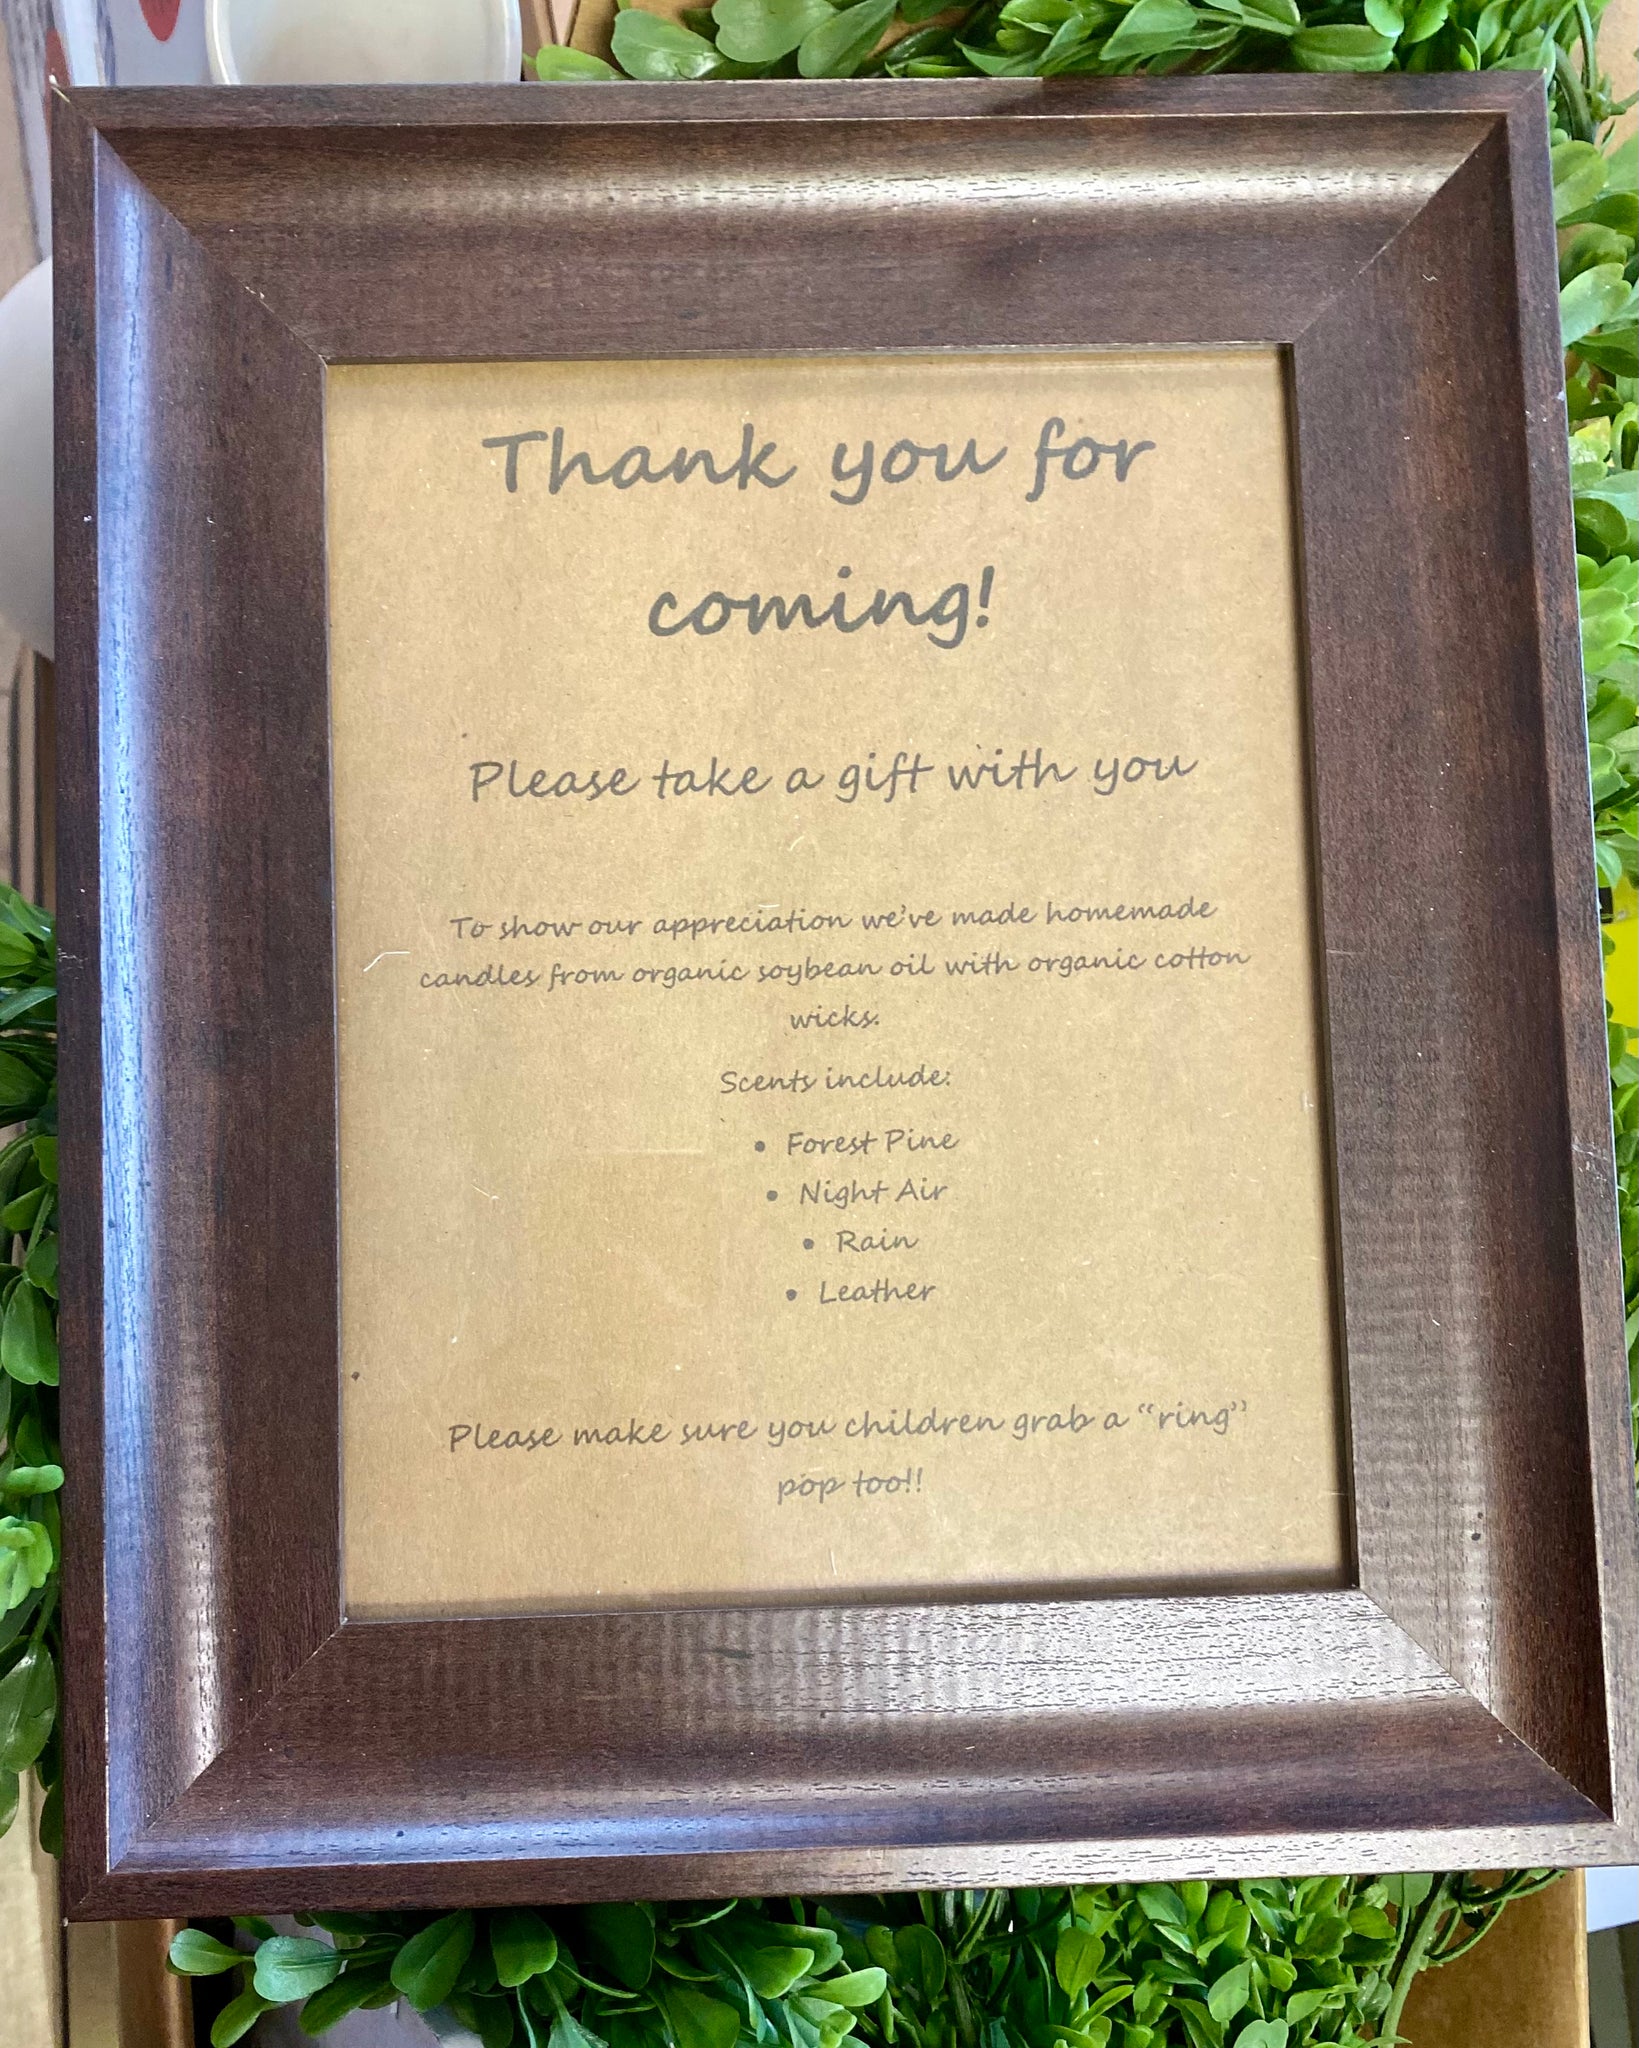 Thank you for
coming!
Please take a gift with you
To show our appreciation we've made homemade
candles from organic soybean oil with organic cotton
wicks.
Scents include:
• Forest Pine
• Night Air
• Rain
• Leather
Please make sure you children grab a “ring”
pop too!!